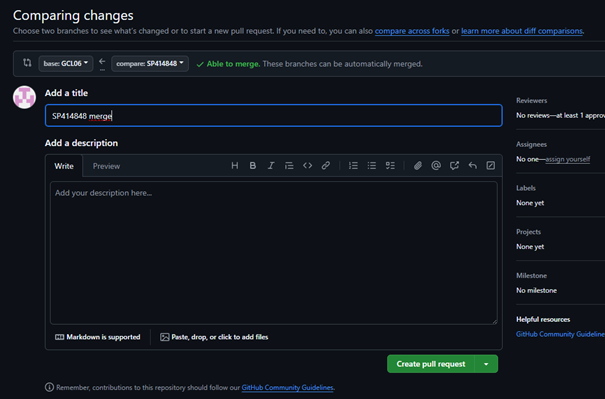 Comparing changes
Choose two branches to see what's changed or to start a new pull request. If you need to, you can also compare across forks or learn more about diff comparisons.
base: GCL06
compare: SP414848
Able to merge. These branches can be automatically merged.
Add a title
SP414848 merge
Add a description
Write
Preview
Add your description here...
Markdown is supported
Paste, drop, or click to add files
Create pull request
Remember, contributions to this repository should follow our GitHub Community Guidelines.
Reviewers
No reviews—at least 1 approv
Assignees
No one—assign yourself
Labels
None yet
Projects
None yet
Milestone
No milestone
Helpful resources
GitHub Community Guideline